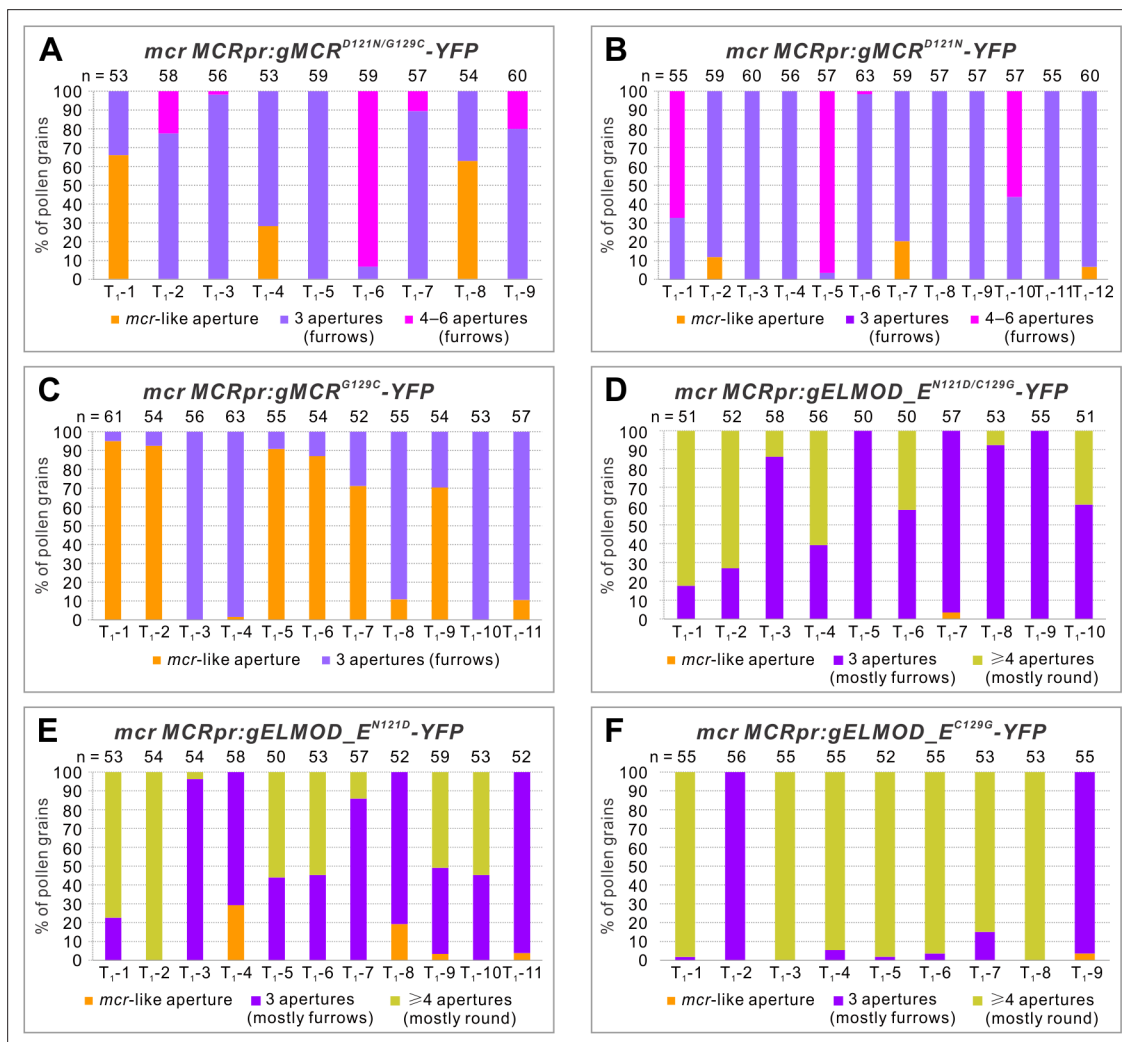 A
mcr MCRpr:gMCR^D121N/G129C-YFP
n = 53 58 56 53 59 59 57 54 60
% of pollen grains
100
90
80
70
60
50
40
30
20
10
0
T1-1 T1-2 T1-3 T1-4 T1-5 T1-6 T1-7 T1-8 T1-9
mcr-like aperture 3 apertures 4–6 apertures
(furrows) (furrows)
B
mcr MCRpr:gMCR^D121N-YFP
n = 55 59 60 56 57 63 59 57 57 57 55 60
% of pollen grains
100
90
80
70
60
50
40
30
20
10
0
T1-1 T1-2 T1-3 T1-4 T1-5 T1-6 T1-7 T1-8 T1-9 T1-10 T1-11 T1-12
mcr-like aperture 3 apertures 4–6 apertures
(furrows) (furrows)
C
mcr MCRpr:gMCR^G129C-YFP
n = 61 54 56 63 55 54 52 55 54 53 57
% of pollen grains
100
90
80
70
60
50
40
30
20
10
0
T1-1 T1-2 T1-3 T1-4 T1-5 T1-6 T1-7 T1-8 T1-9 T1-10 T1-11
mcr-like aperture 3 apertures (furrows)
D
mcr MCRpr:gELMOD_E^N121D/C129G-YFP
n = 51 52 58 56 50 50 57 53 55 51
% of pollen grains
100
90
80
70
60
50
40
30
20
10
0
T1-1 T1-2 T1-3 T1-4 T1-5 T1-6 T1-7 T1-8 T1-9 T1-10
mcr-like aperture 3 apertures ≥4 apertures
(mostly furrows) (mostly round)
E
mcr MCRpr:gELMOD_E^N121D-YFP
n = 53 54 54 58 50 53 57 52 59 53 52
% of pollen grains
100
90
80
70
60
50
40
30
20
10
0
T1-1 T1-2 T1-3 T1-4 T1-5 T1-6 T1-7 T1-8 T1-9 T1-10 T1-11
mcr-like aperture 3 apertures ≥4 apertures
(mostly furrows) (mostly round)
F
mcr MCRpr:gELMOD_E^C129G-YFP
n = 55 56 55 55 52 55 53 53 55
% of pollen grains
100
90
80
70
60
50
40
30
20
10
0
T1-1 T1-2 T1-3 T1-4 T1-5 T1-6 T1-7 T1-8 T1-9
mcr-like aperture 3 apertures ≥4 apertures
(mostly furrows) (mostly round)